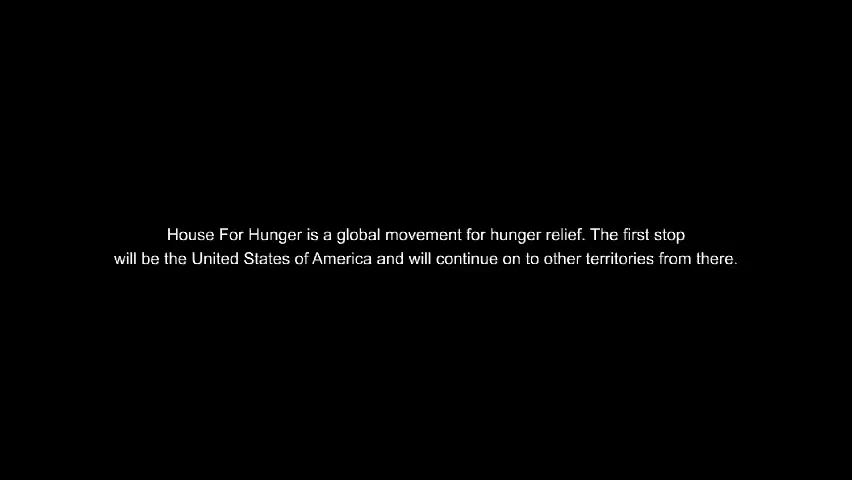 House For Hunger is a global movement for hunger relief. The first stop
will be the United States of America and will continue on to other territories from there.